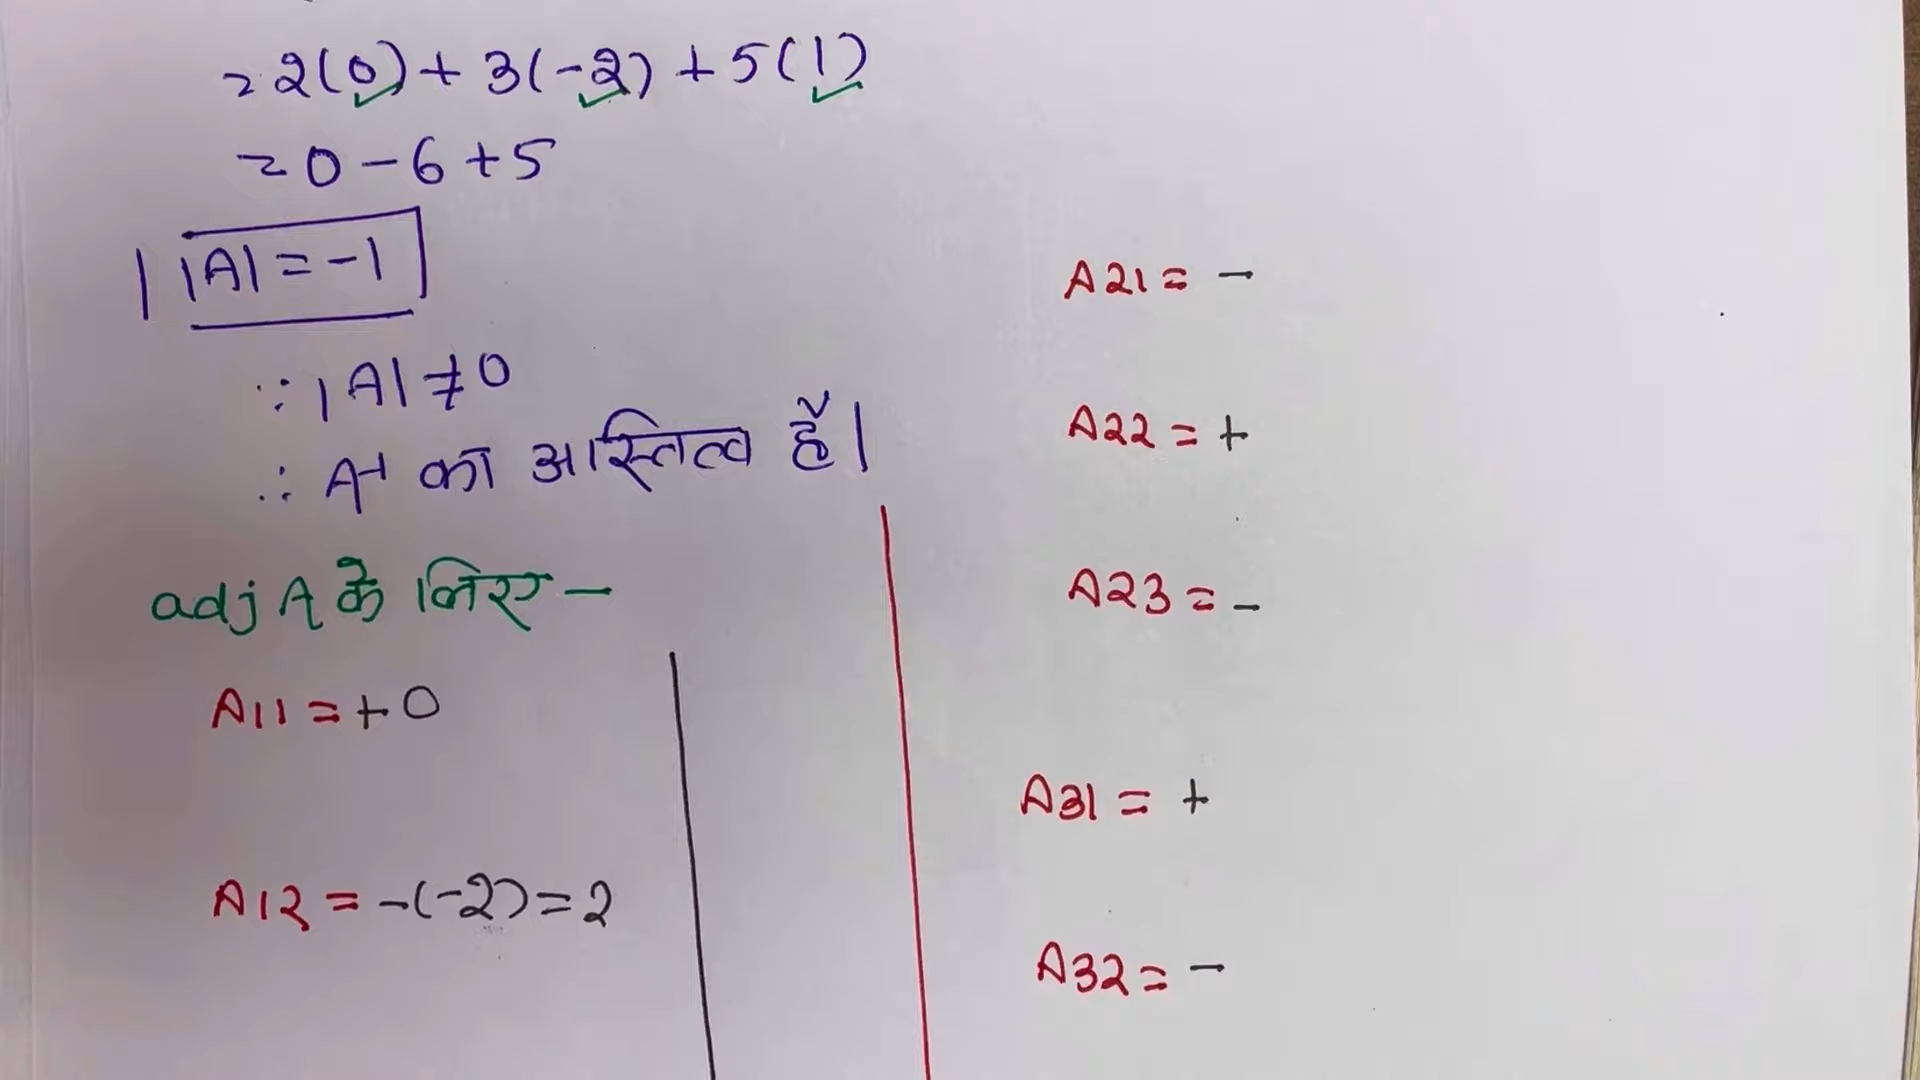 = 2(0) + 3(-2) + 5(1)
= 0 - 6 + 5
|A| = -1
∵ |A| ≠ 0
∴ A-1 का अस्तित्व हैं।
adj A के लिए -
A11 = + 0
A12 = -(-2) = 2
A21 = -
A22 = +
A23 = -
A31 = +
A32 = -